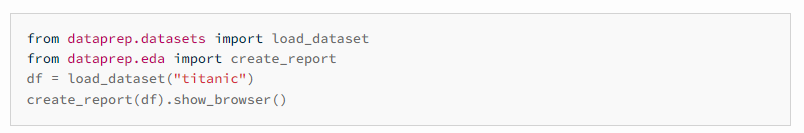 from dataprep.datasets import load_dataset
from dataprep.eda import create_report
df = load_dataset("titanic")
create_report(df).show_browser()